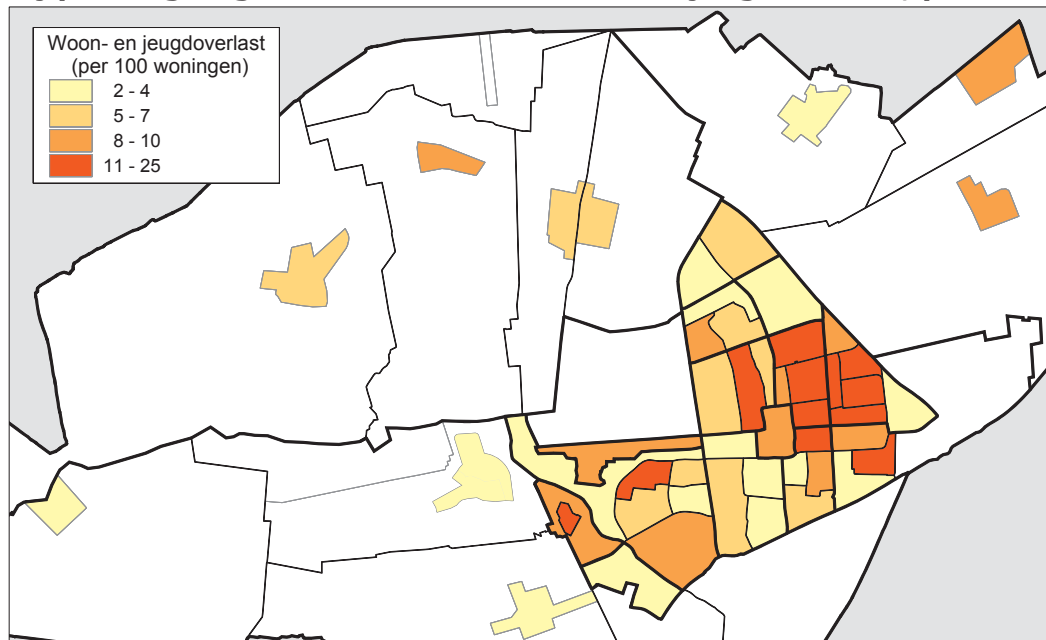 Woon- en jeugdoverlast
(per 100 woningen)
2 - 4
5 - 7
8 - 10
11 - 25